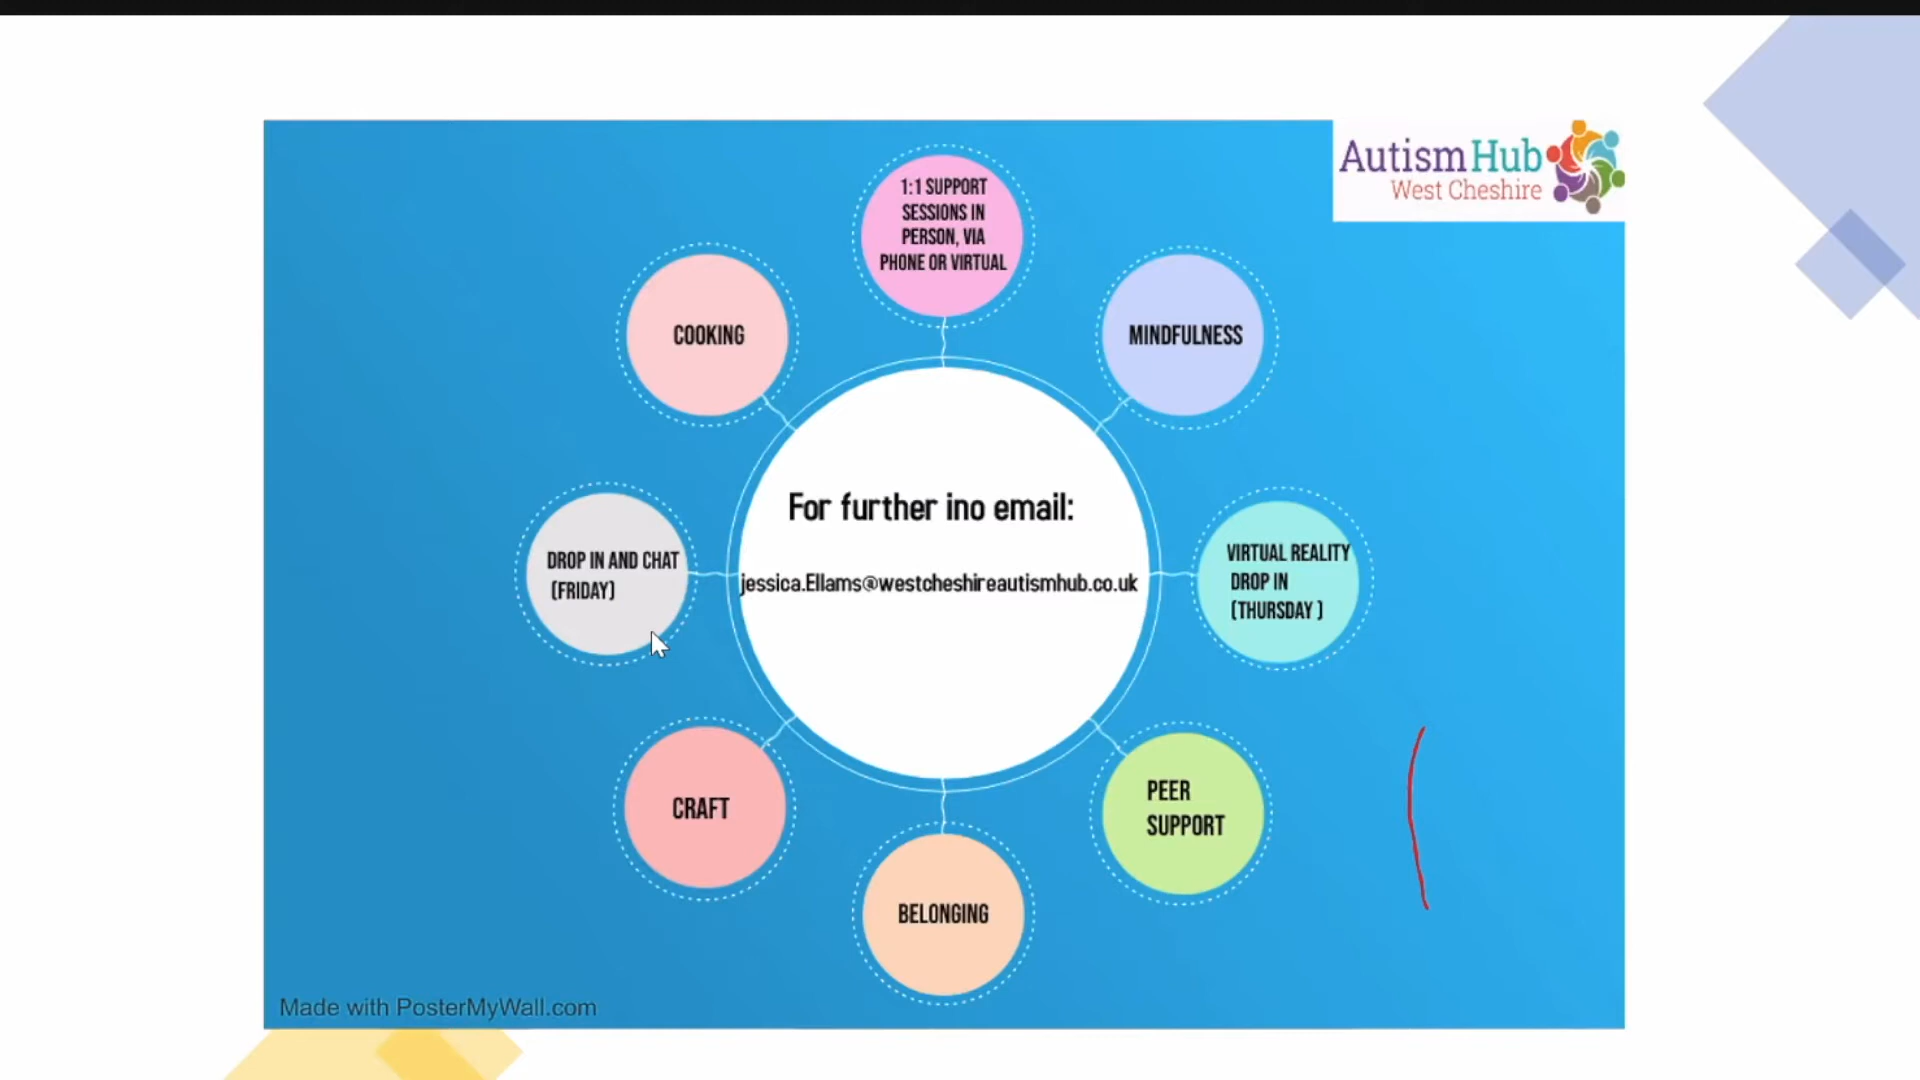 Autism Hub
West Cheshire
1:1 SUPPORT
SESSIONS IN
PERSON, VIA
PHONE OR VIRTUAL
COOKING
MINDFULNESS
For further ino email:
jessica.Ellams@westcheshireautismhub.co.uk
DROP IN AND CHAT
(FRIDAY)
VIRTUAL REALITY
DROP IN
(THURSDAY )
CRAFT
PEER
SUPPORT
BELONGING
Made with PosterMyWall.com